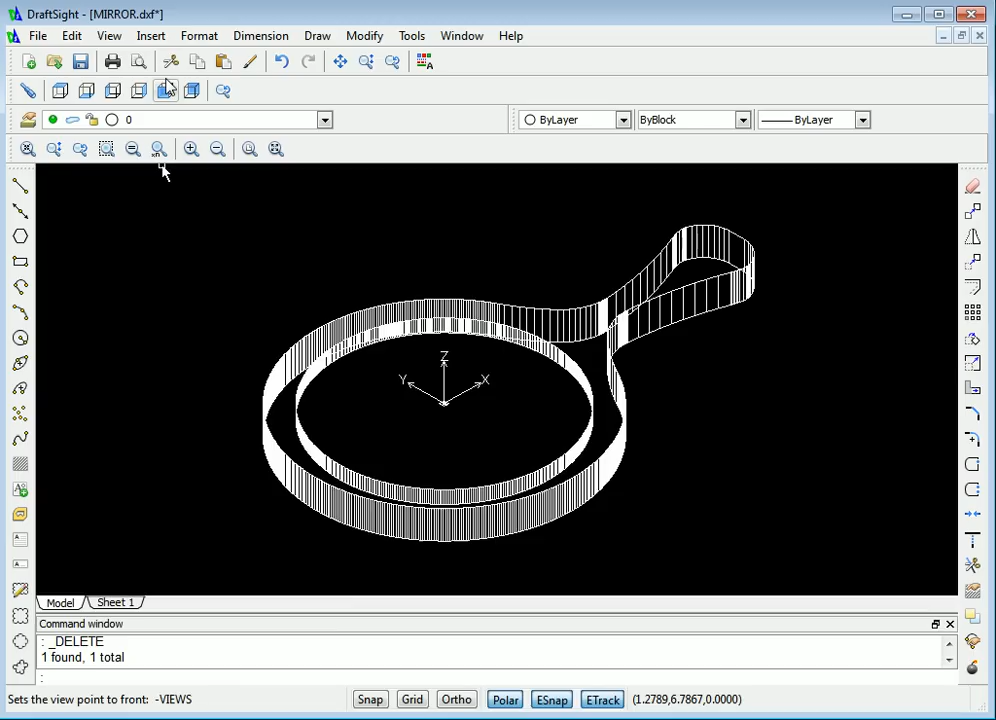 DraftSight - [MIRROR.dxf*]
File Edit View Insert Format Dimension Draw Modify Tools Window Help
0 ByLayer ByBlock ByLayer
Z
Y X
Model Sheet 1
Command window
: _DELETE
1 found, 1 total
:
Sets the view point to front: -VIEWS Snap Grid Ortho Polar ESnap ETrack (1.2789,6.7867,0.0000)